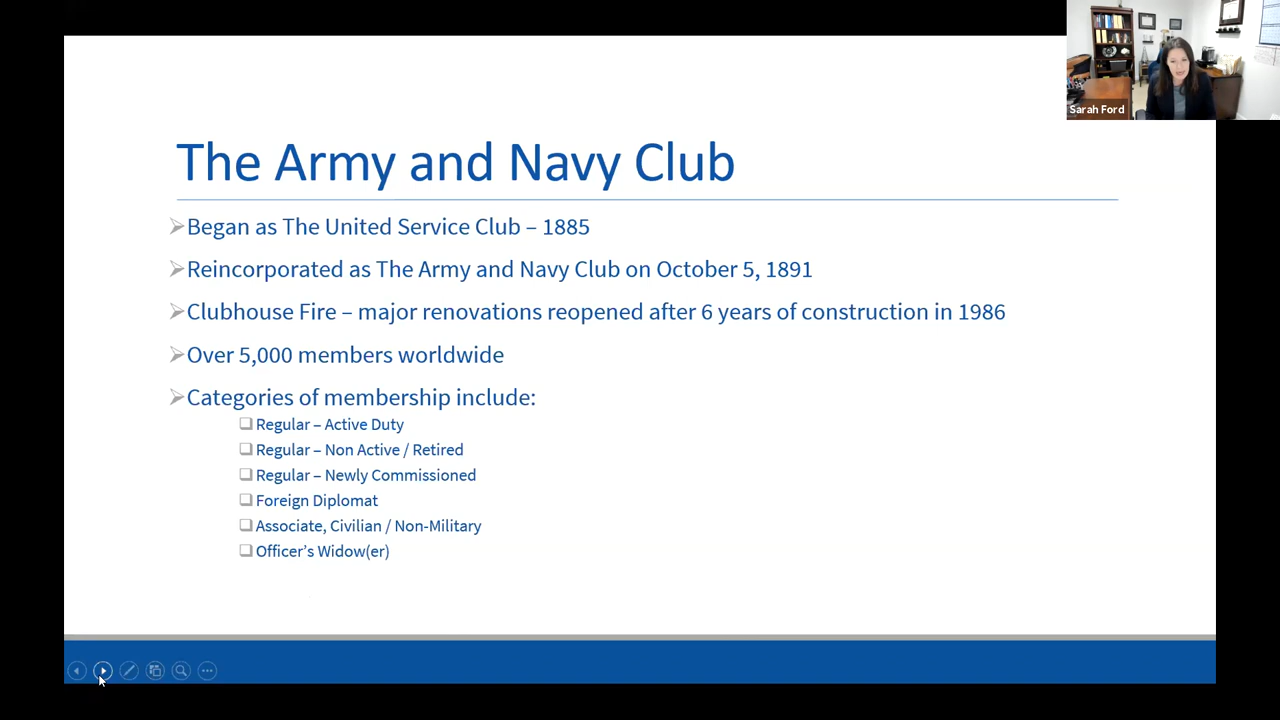 Sarah Ford
The Army and Navy Club
Began as The United Service Club – 1885
Reincorporated as The Army and Navy Club on October 5, 1891
Clubhouse Fire – major renovations reopened after 6 years of construction in 1986
Over 5,000 members worldwide
Categories of membership include:
Regular – Active Duty
Regular – Non Active / Retired
Regular – Newly Commissioned
Foreign Diplomat
Associate, Civilian / Non-Military
Officer’s Widow(er)